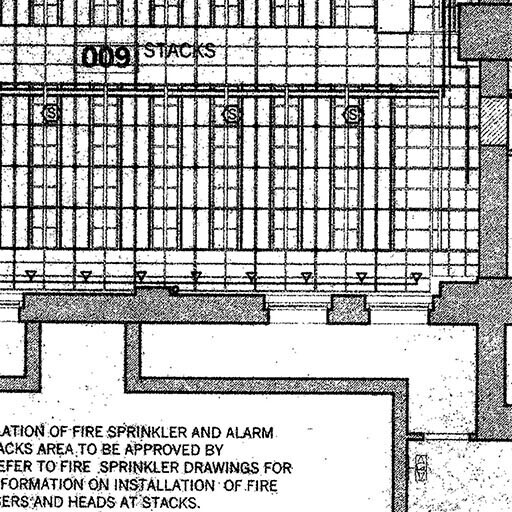 009 STACKS
S S S
LATION OF FIRE SPRINKLER AND ALARM
ACKS AREA TO BE APPROVED BY
EFER TO FIRE SPRINKLER DRAWINGS FOR
FORMATION ON INSTALLATION OF FIRE
SERS AND HEADS AT STACKS.